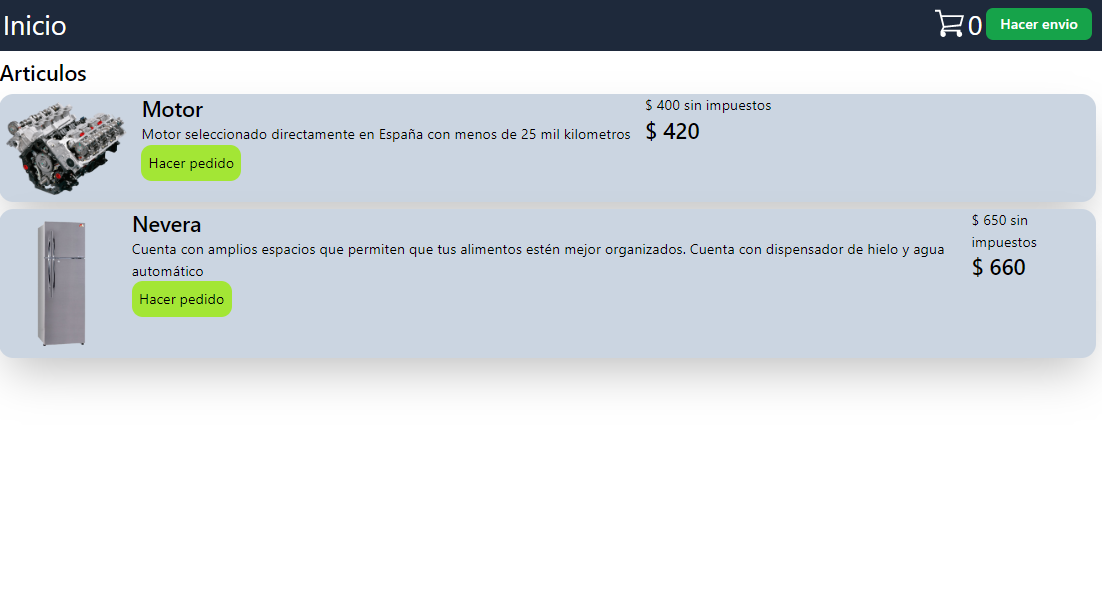 Inicio
0
Hacer envio
Articulos
Motor
Motor seleccionado directamente en España con menos de 25 mil kilometros
Hacer pedido
$ 400 sin impuestos
$ 420
Nevera
Cuenta con amplios espacios que permiten que tus alimentos estén mejor organizados. Cuenta con dispensador de hielo y agua
automático
Hacer pedido
$ 650 sin
impuestos
$ 660